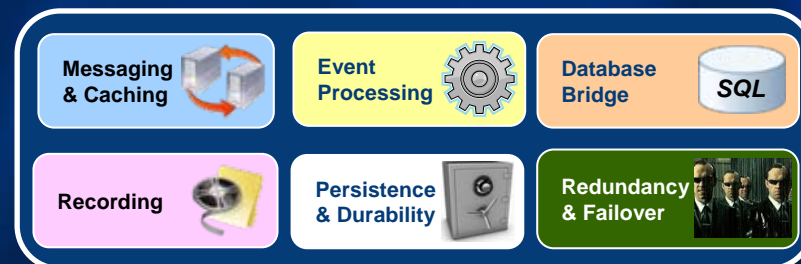 Messaging
& Caching
Event
Processing
Database
Bridge
SQL
Recording
Persistence
& Durability
Redundancy
& Failover